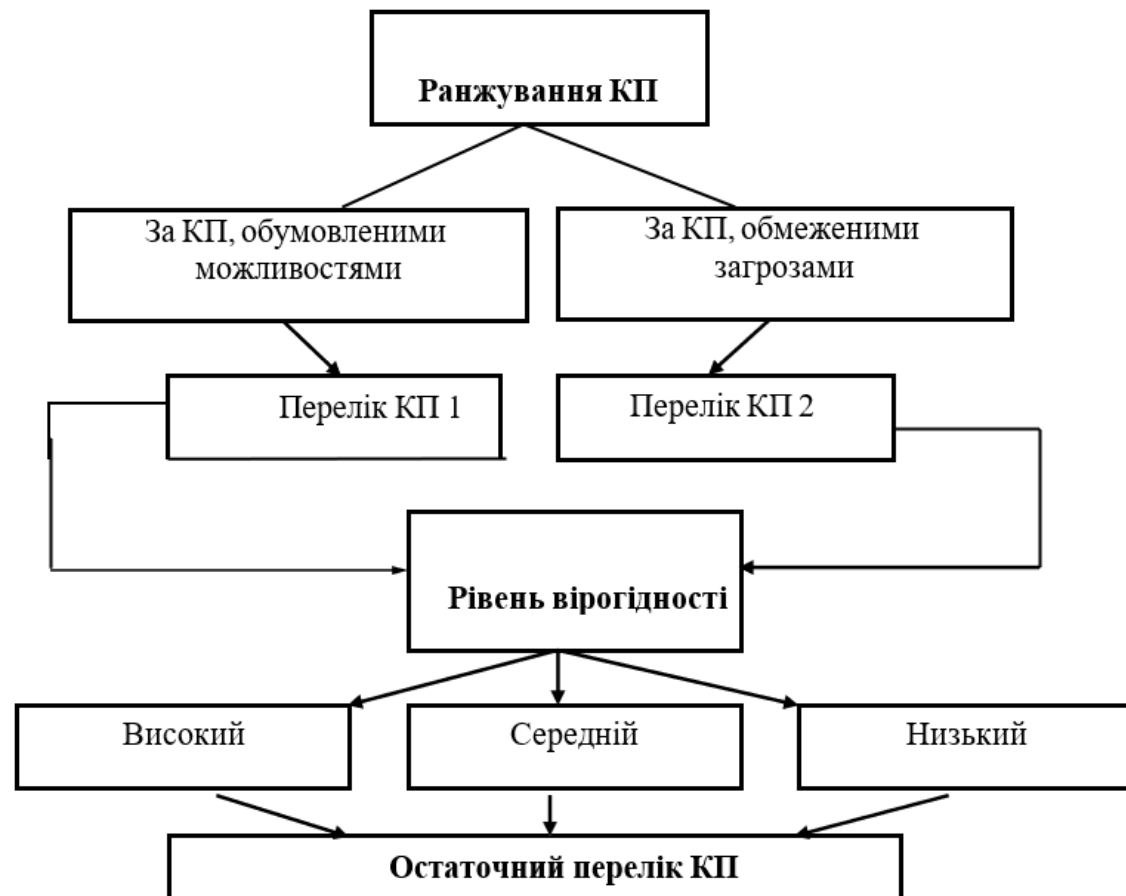 Ранжування КП
За КП, обумовленими
можливостями
За КП, обмеженими
загрозами
Перелік КП 1
Перелік КП 2
Рівень вірогідності
Високий
Середній
Низький
Остаточний перелік КП